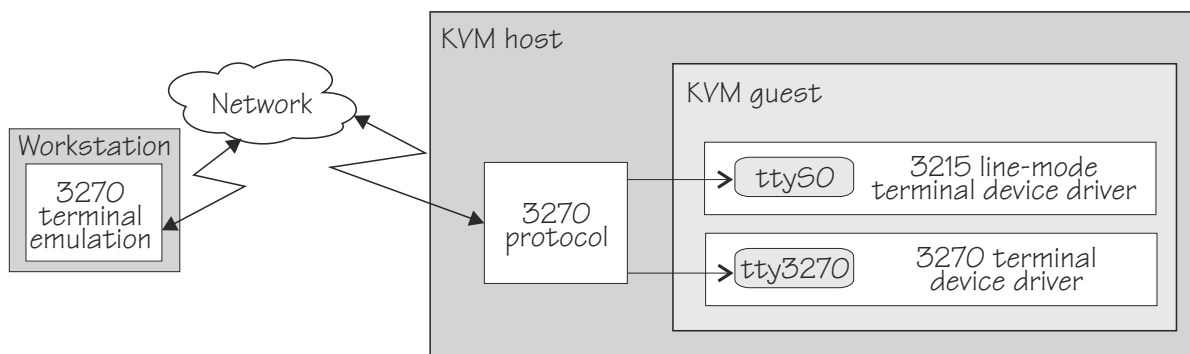 KVM host
KVM guest
Network
Workstation
3270
terminal
emulation
3270
protocol
ttyS0
3215 line-mode
terminal device driver
tty3270
3270 terminal
device driver